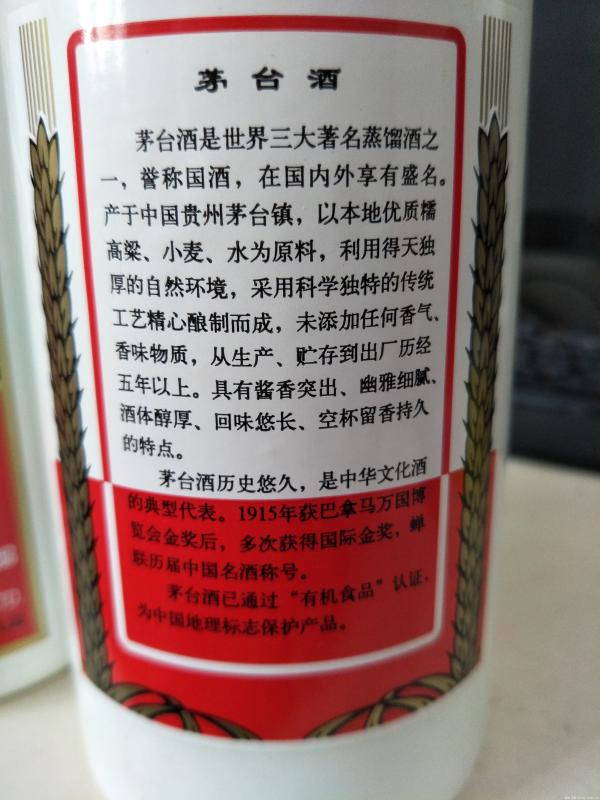 茅台酒
茅台酒是世界三大著名蒸馏酒之
一，誉称国酒，在国内外享有盛名。
产于中国贵州茅台镇，以本地优质糯
高粱、小麦、水为原料，利用得天独
厚的自然环境，采用科学独特的传统
工艺精心酿制而成，未添加任何香气、
香味物质，从生产、贮存到出厂历经
五年以上。具有酱香突出、幽雅细腻、
酒体醇厚、回味悠长、空杯留香持久
的特点。
茅台酒历史悠久，是中华文化酒
的典型代表。1915年获巴拿马万国博
览会金奖后，多次获得国际金奖，蝉
联历届中国名酒称号。
茅台酒已通过“有机食品”认证，
为中国地理标志保护产品。